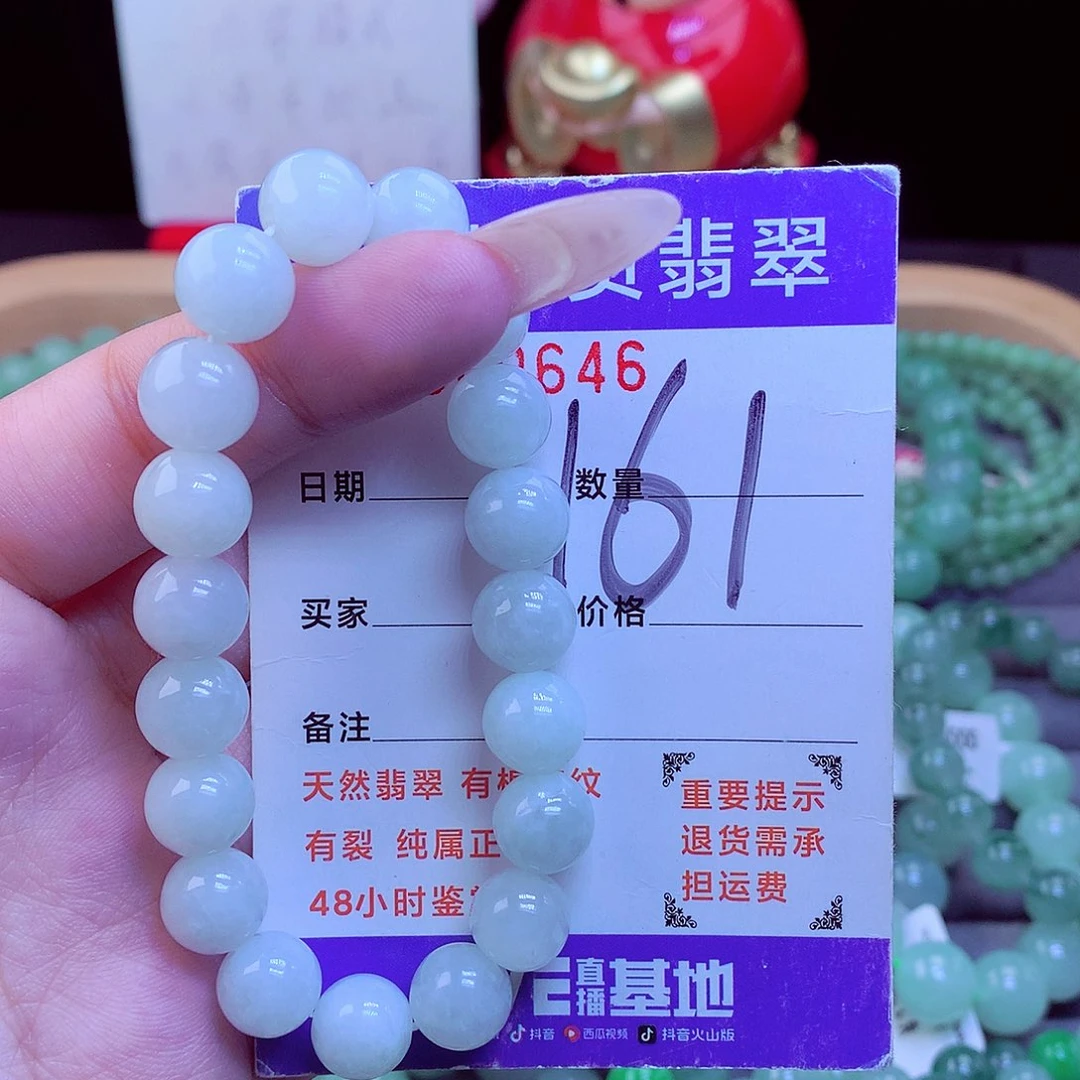 翡翠
646
161
日期 数量
买家 价格
备注
天然翡翠 有 纹
有裂 纯属正
48小时鉴
重要提示
退货需承
担运费
直播基地
抖音 西瓜视频 抖音火山版